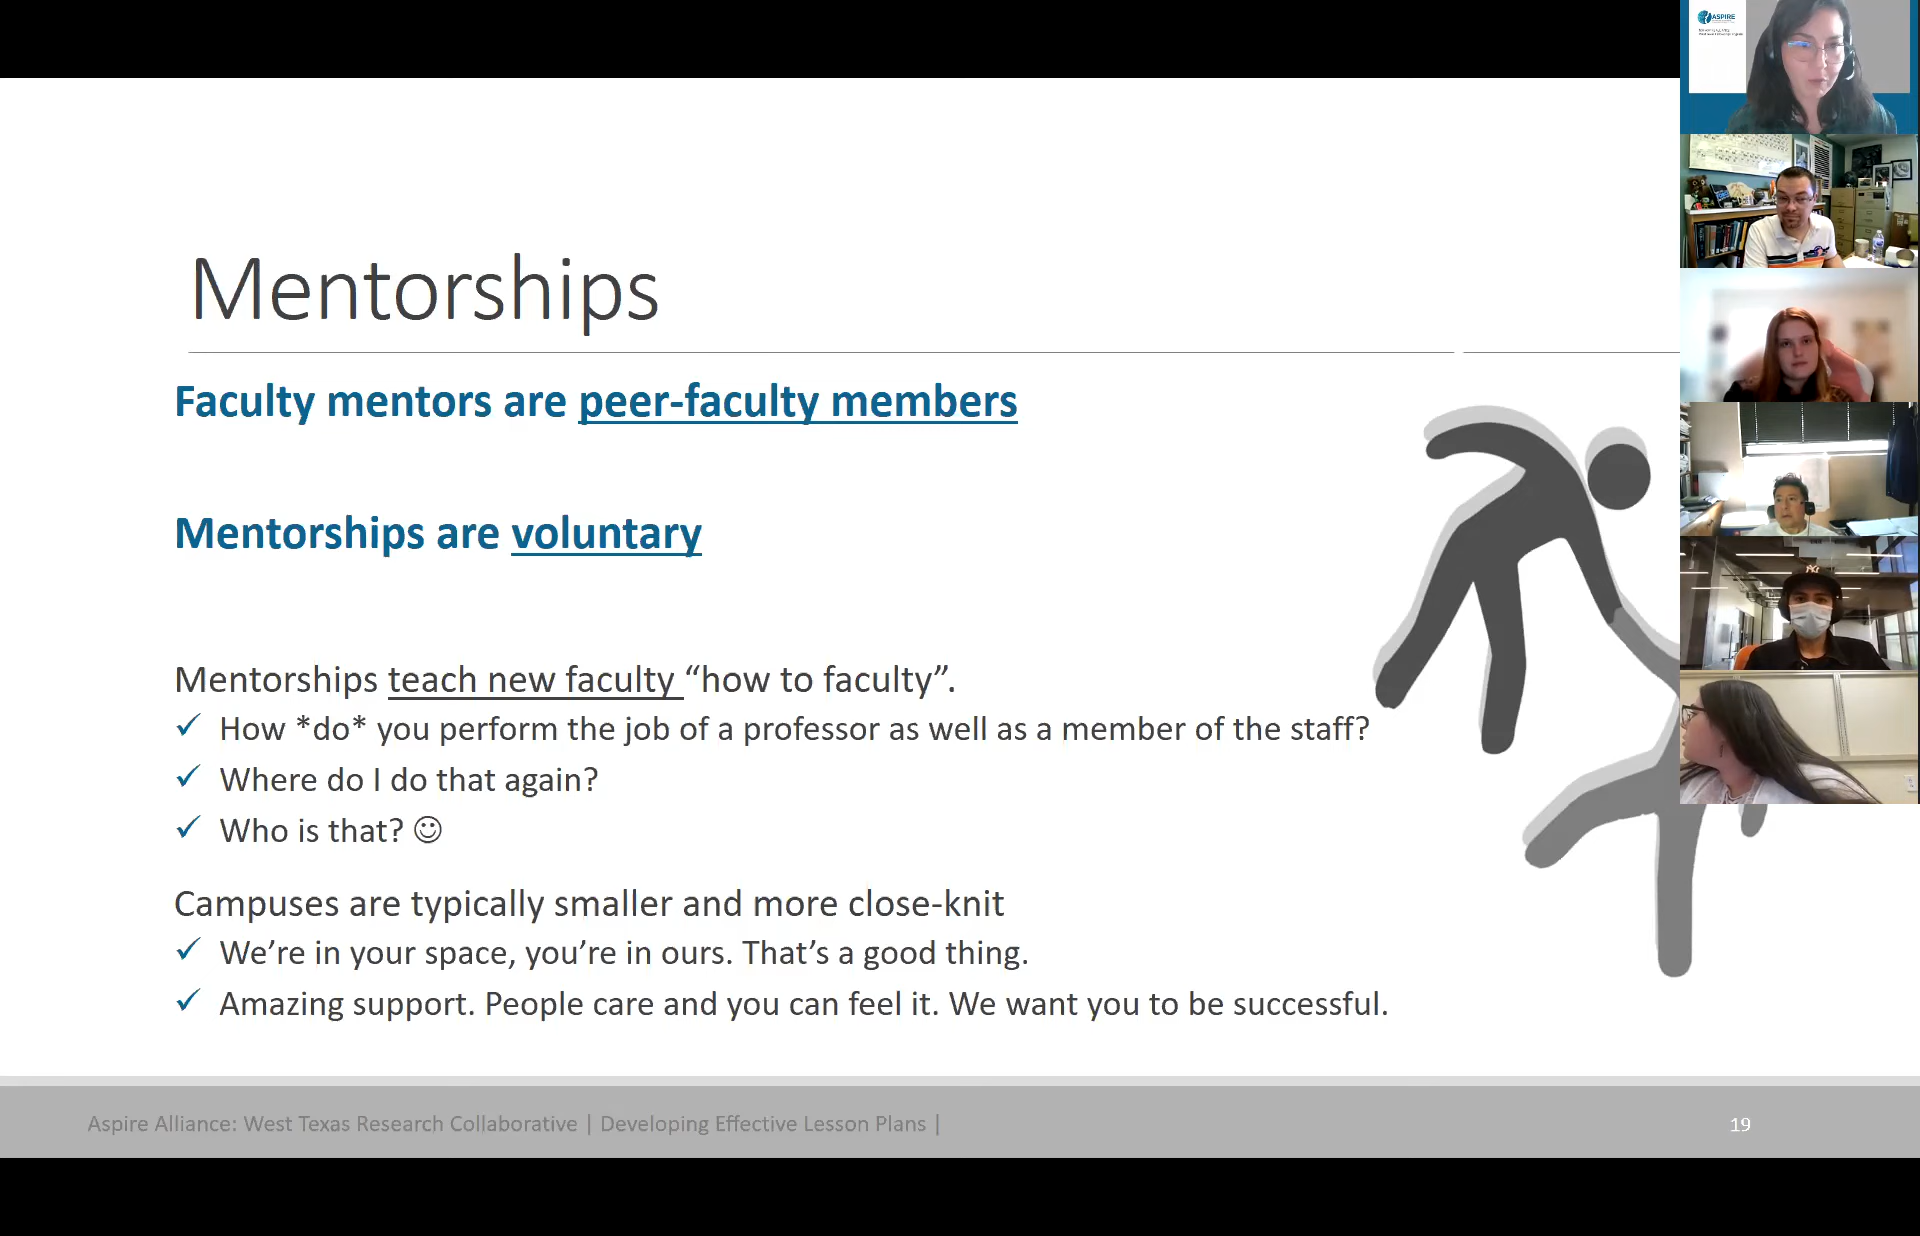 ASPIRE
Mentorships
Faculty mentors are peer-faculty members
Mentorships are voluntary
Mentorships teach new faculty “how to faculty”.
✓ How *do* you perform the job of a professor as well as a member of the staff?
✓ Where do I do that again?
✓ Who is that? ☺
Campuses are typically smaller and more close-knit
✓ We’re in your space, you’re in ours. That’s a good thing.
✓ Amazing support. People care and you can feel it. We want you to be successful.
Aspire Alliance: West Texas Research Collaborative | Developing Effective Lesson Plans |
19